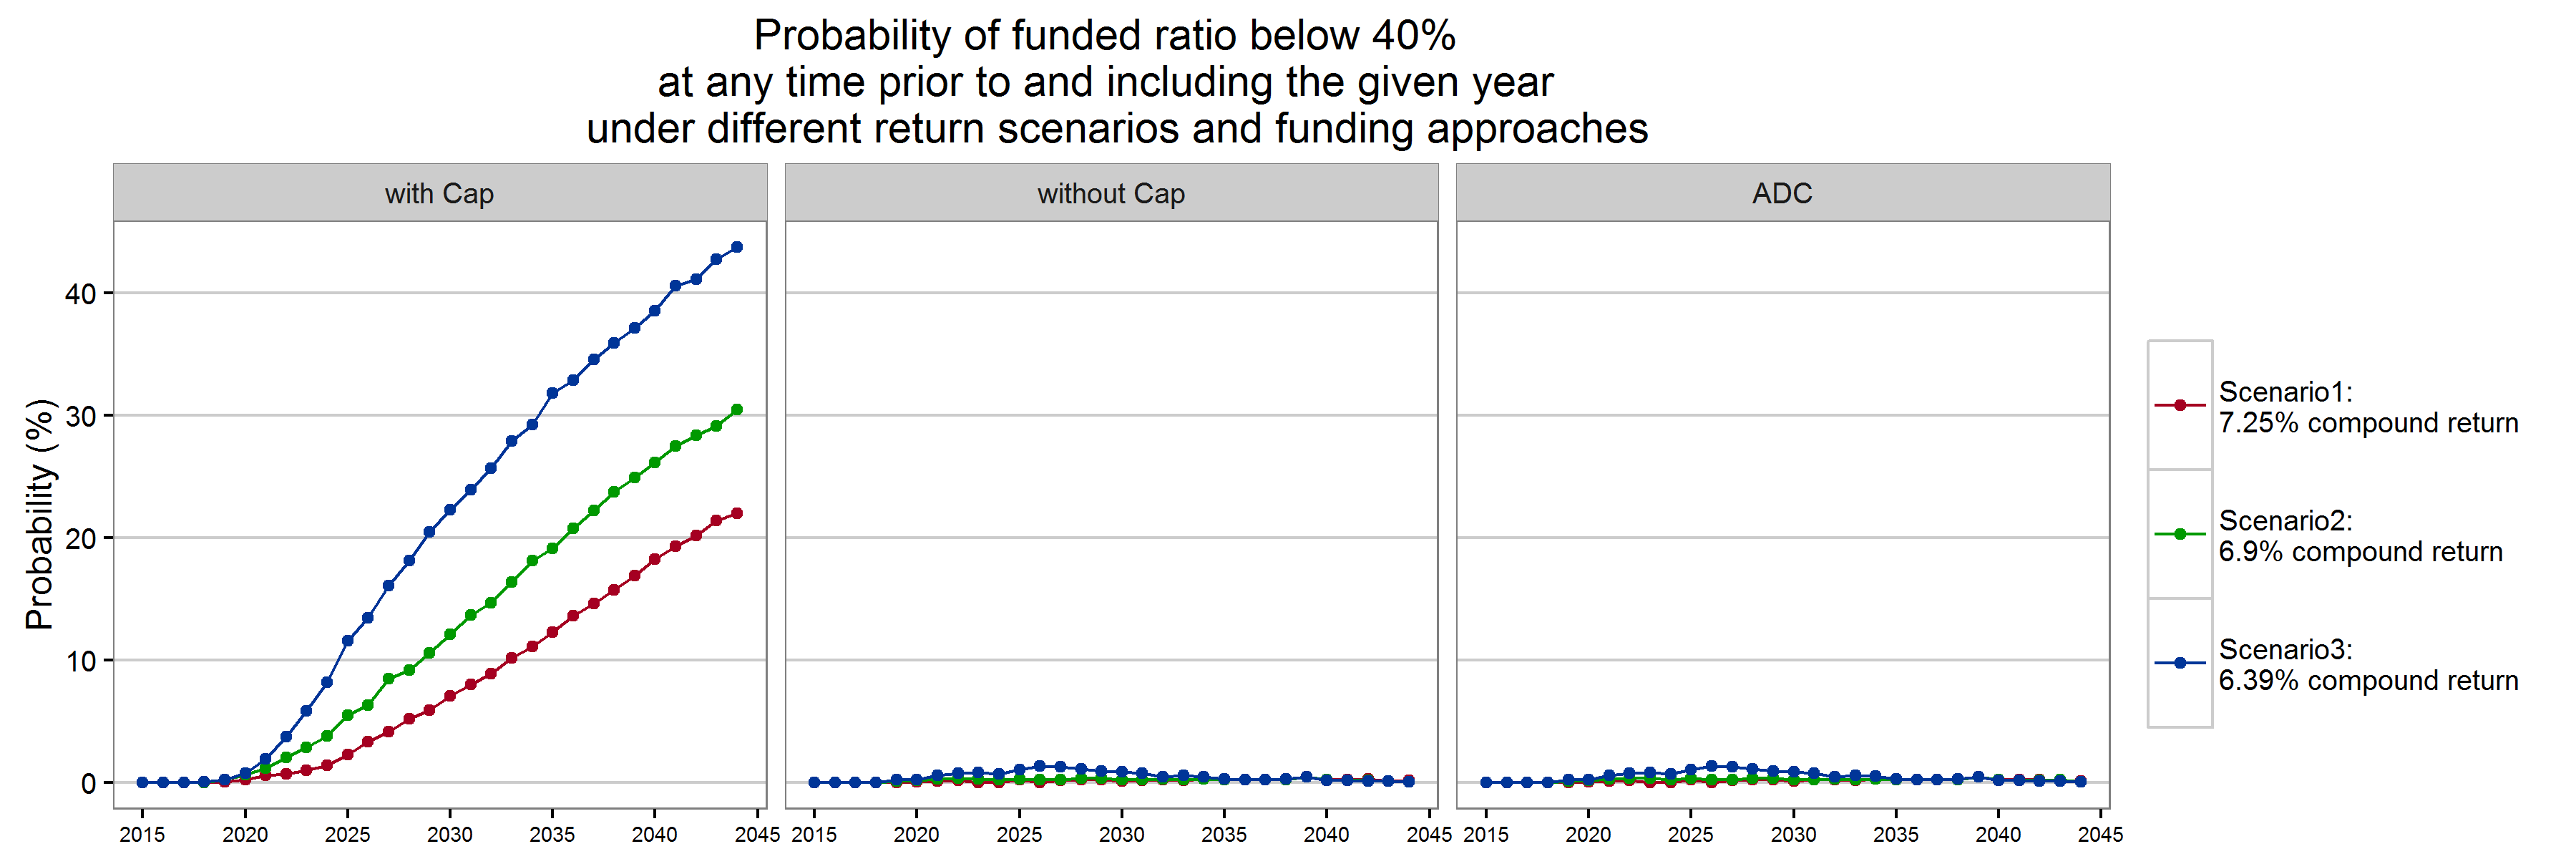 Probability of funded ratio below 40%
at any time prior to and including the given year
under different return scenarios and funding approaches
with Cap
without Cap
ADC
Probability (%)
40
30
20
10
0
2015 2020 2025 2030 2035 2040 2045
2015 2020 2025 2030 2035 2040 2045
2015 2020 2025 2030 2035 2040 2045
Scenario1:
7.25% compound return
Scenario2:
6.9% compound return
Scenario3:
6.39% compound return